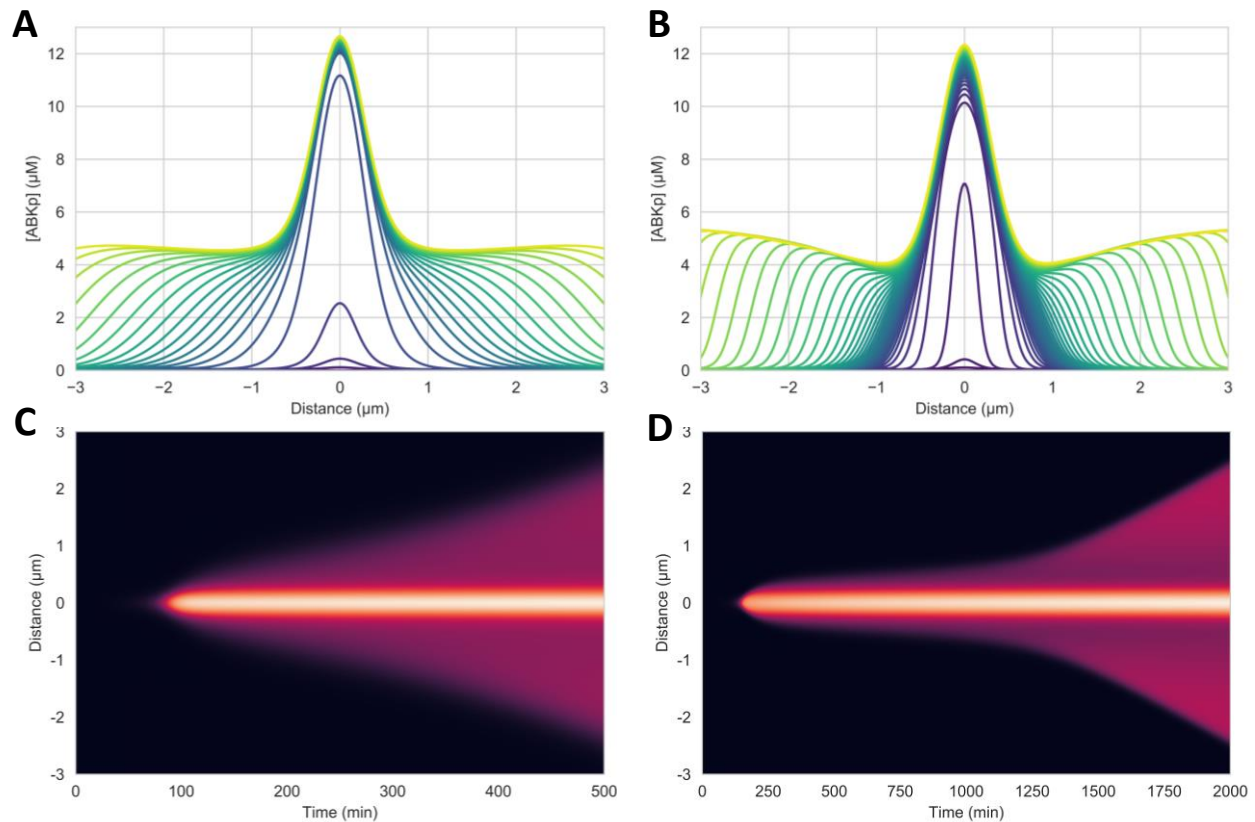 A
B
12
10
8
6
4
2
0
[ABKp] (μM)
−3 −2 −1 0 1 2 3
Distance (μm)
12
10
8
6
4
2
0
[ABKp] (μM)
−3 −2 −1 0 1 2 3
Distance (μm)
C
D
3
2
1
0
-1
-2
-3
Distance (μm)
0 100 200 300 400 500
Time (min)
3
2
1
0
-1
-2
-3
Distance (μm)
0 250 500 750 1000 1250 1500 1750 2000
Time (min)